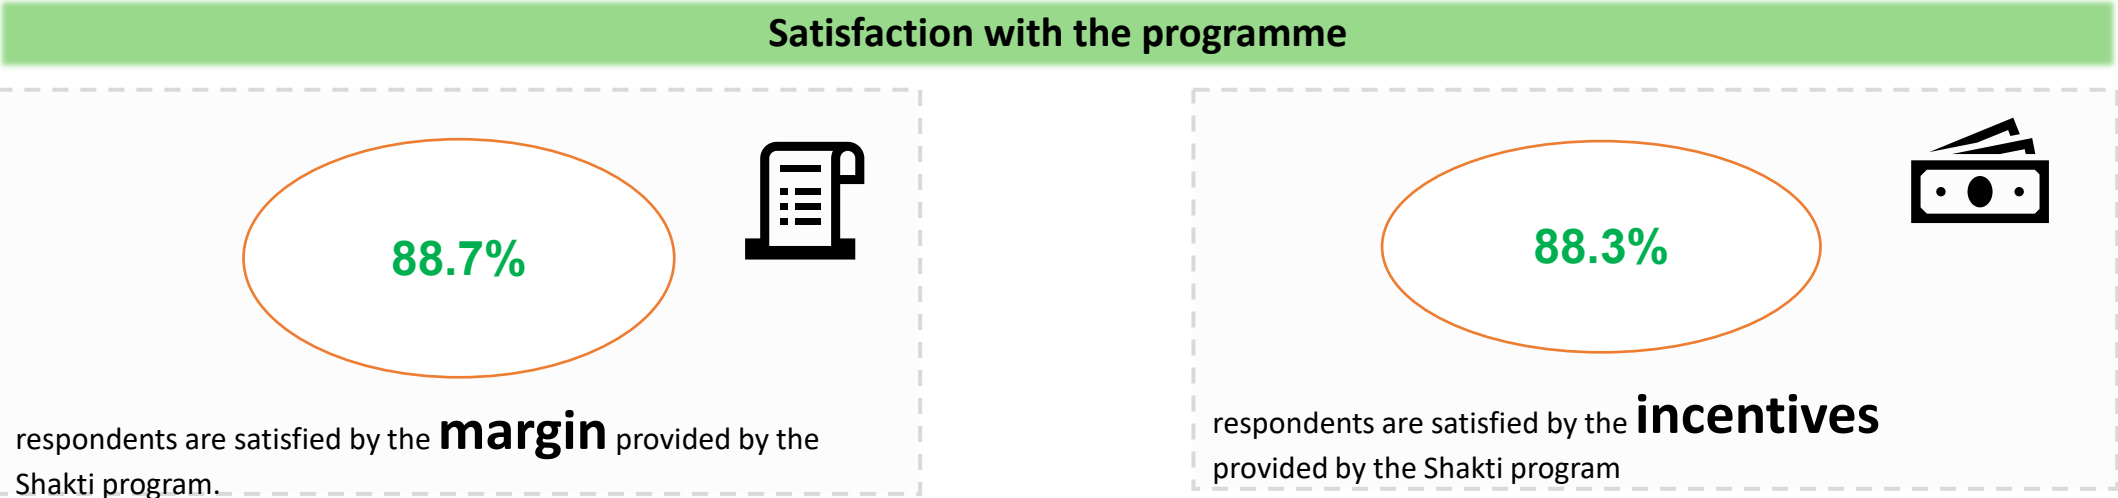 Satisfaction with the programme
88.7%
respondents are satisfied by the margin provided by the
Shakti program.
88.3%
respondents are satisfied by the incentives
provided by the Shakti program